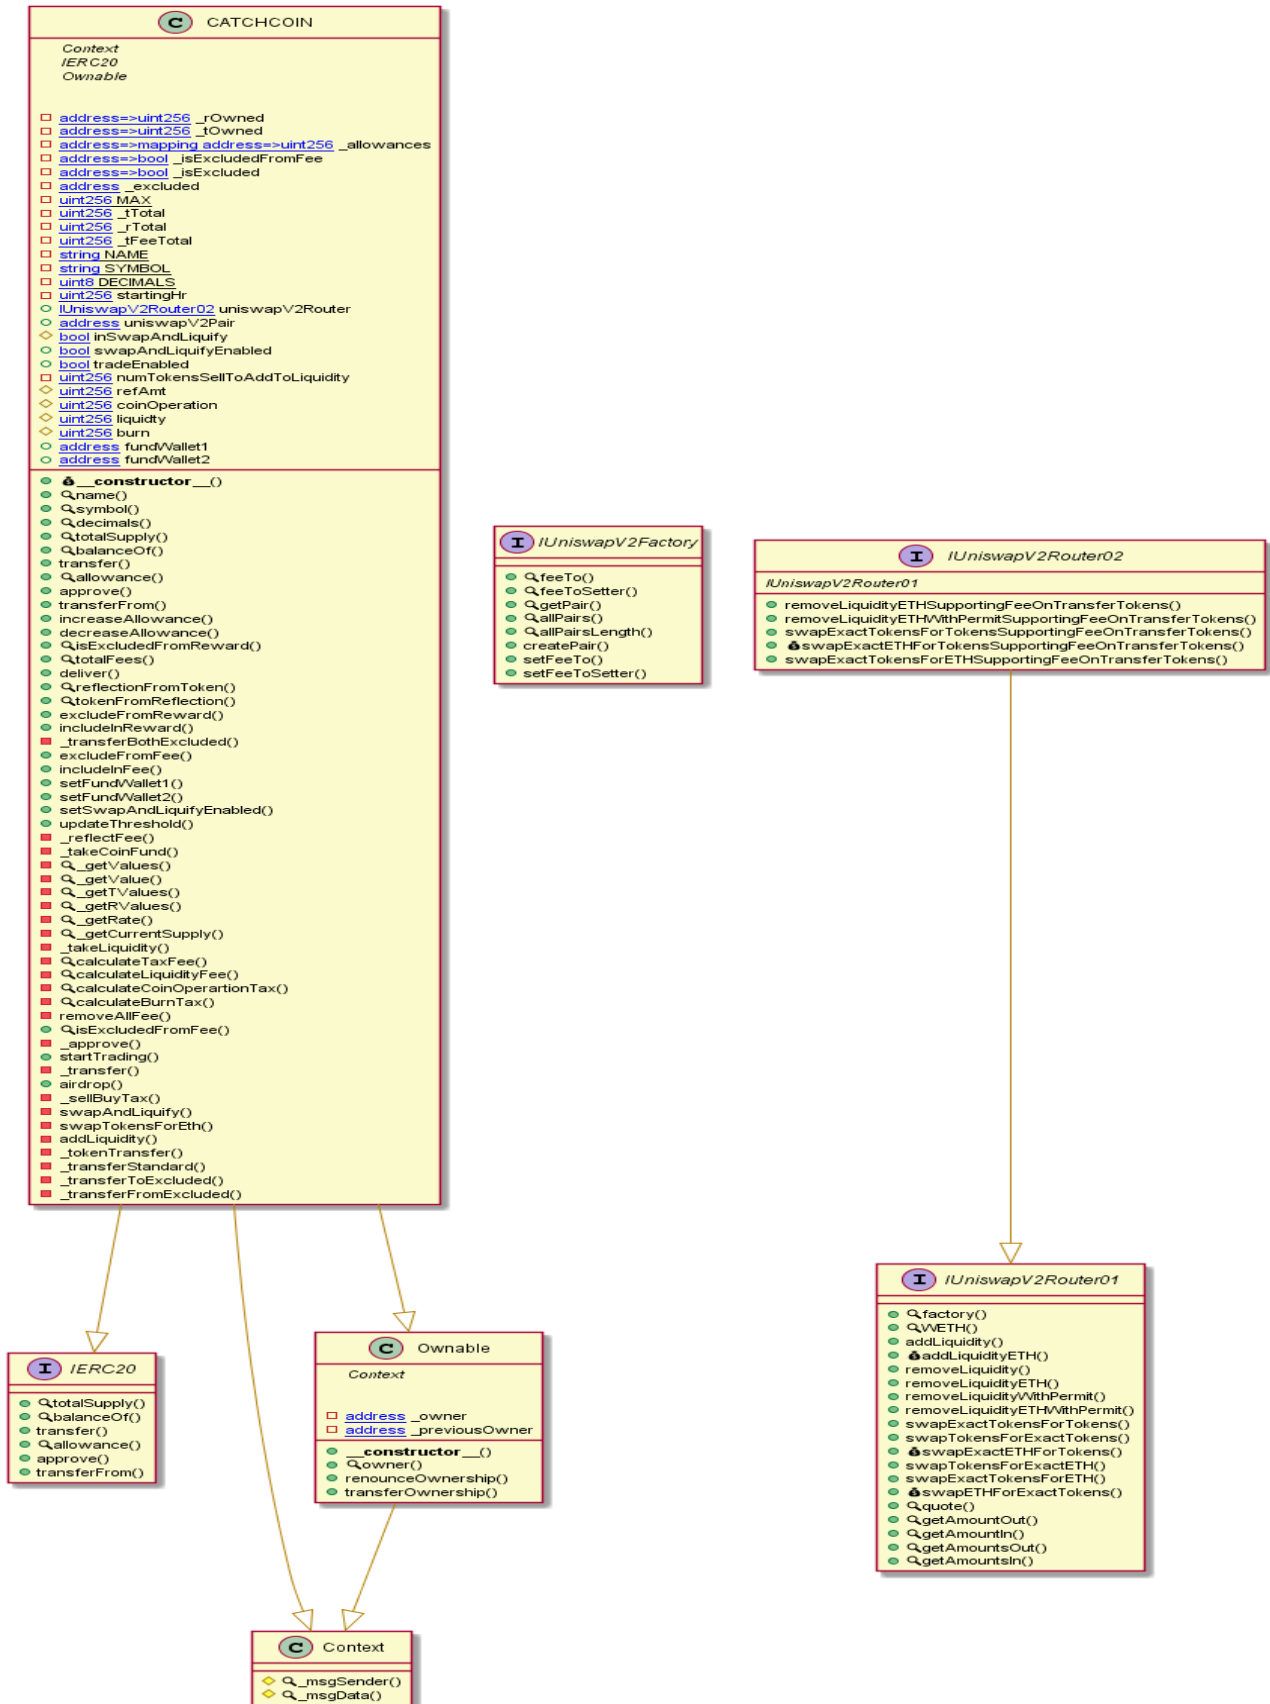 C CATCHCOIN
Context
IERC20
Ownable
address=>uint256 _rOwned
address=>uint256 _tOwned
address=>mapping address=>uint256 _allowances
address=>bool _isExcludedFromFee
address=>bool _isExcluded
address _excluded
uint256 MAX
uint256 _tTotal
uint256 _rTotal
uint256 _tFeeTotal
string NAME
string SYMBOL
uint8 DECIMALS
uint256 startingHr
IUniswapV2Router02 uniswapV2Router
address uniswapV2Pair
bool inSwapAndLiquify
bool swapAndLiquifyEnabled
bool tradeEnabled
uint256 numTokensSellToAddToLiquidity
uint256 refAmt
uint256 coinOperation
uint256 liquidty
uint256 burn
address fundWallet1
address fundWallet2
__constructor__()
name()
symbol()
decimals()
totalSupply()
balanceOf()
transfer()
allowance()
approve()
transferFrom()
increaseAllowance()
decreaseAllowance()
isExcludedFromReward()
totalFees()
deliver()
reflectionFromToken()
tokenFromReflection()
excludeFromReward()
includeInReward()
_transferBothExcluded()
excludeFromFee()
includeInFee()
setFundWallet1()
setFundWallet2()
setSwapAndLiquifyEnabled()
updateThreshold()
_reflectFee()
_takeCoinFund()
_getValues()
_getValue()
_getTValues()
_getRValues()
_getRate()
_getCurrentSupply()
_takeLiquidity()
calculateTaxFee()
calculateLiquidityFee()
calculateCoinOperartionTax()
calculateBurnTax()
removeAllFee()
isExcludedFromFee()
_approve()
startTrading()
_transfer()
airdrop()
_sellBuyTax()
swapAndLiquify()
swapTokensForEth()
addLiquidity()
_tokenTransfer()
_transferStandard()
_transferToExcluded()
_transferFromExcluded()
I IUniswapV2Factory
feeTo()
feeToSetter()
getPair()
allPairs()
allPairsLength()
createPair()
setFeeTo()
setFeeToSetter()
I IUniswapV2Router02
IUniswapV2Router01
removeLiquidityETHSupportingFeeOnTransferTokens()
removeLiquidityETHWithPermitSupportingFeeOnTransferTokens()
swapExactTokensForTokensSupportingFeeOnTransferTokens()
swapExactETHForTokensSupportingFeeOnTransferTokens()
swapExactTokensForETHSupportingFeeOnTransferTokens()
I IERC20
totalSupply()
balanceOf()
transfer()
allowance()
approve()
transferFrom()
C Ownable
Context
address _owner
address _previousOwner
__constructor__()
owner()
renounceOwnership()
transferOwnership()
I IUniswapV2Router01
factory()
WETH()
addLiquidity()
addLiquidityETH()
removeLiquidity()
removeLiquidityETH()
removeLiquidityWithPermit()
removeLiquidityETHWithPermit()
swapExactTokensForTokens()
swapTokensForExactTokens()
swapExactETHForTokens()
swapTokensForExactETH()
swapExactTokensForETH()
swapETHForExactTokens()
quote()
getAmountOut()
getAmountIn()
getAmountsOut()
getAmountsIn()
C Context
_msgSender()
_msgData()